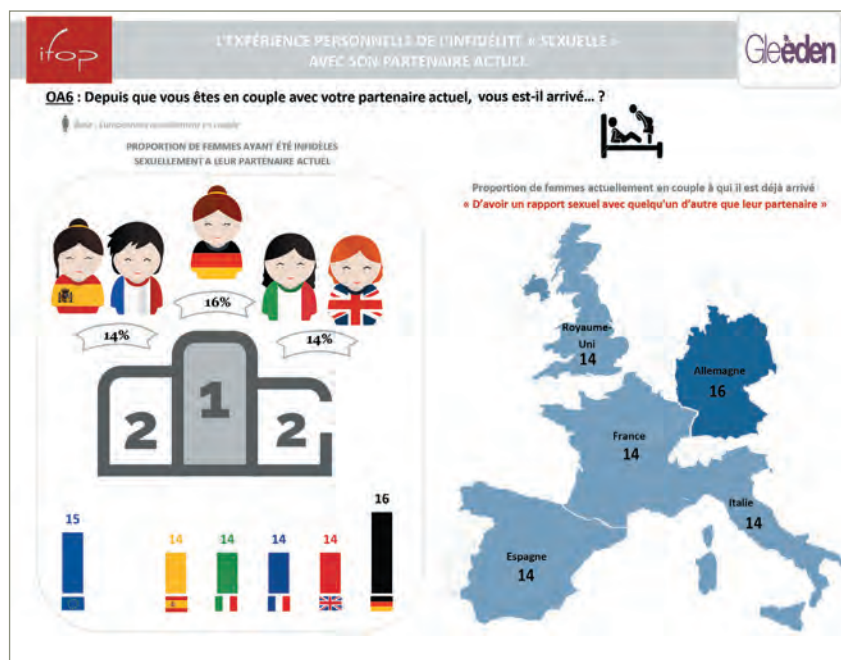 ifop
L'EXPÉRIENCE PERSONNELLE DE L'INFIDÉLITÉ « SEXUELLE »
AVEC SON PARTENAIRE ACTUEL
Gleeden
OA6 : Depuis que vous êtes en couple avec votre partenaire actuel, vous est-il arrivé... ?
PROPORTION DE FEMMES AYANT ÉTÉ INFIDÈLES
SEXUELLEMENT A LEUR PARTENAIRE ACTUEL
16%
14%
14%
2
1
2
15
14
14
14
14
16
Proportion de femmes actuellement en couple à qui il est déjà arrivé
« D'avoir un rapport sexuel avec quelqu'un d'autre que leur partenaire »
Royaume-
Uni
14
Allemagne
16
France
14
Italie
14
Espagne
14